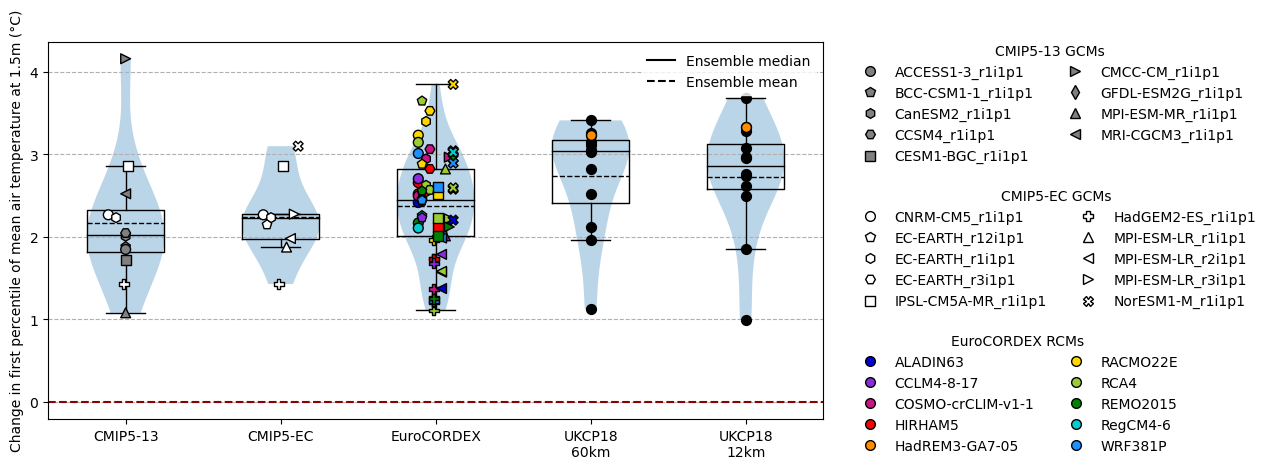 Change in first percentile of mean air temperature at 1.5m (°C)
4
3
2
1
0
Ensemble median
Ensemble mean
CMIP5-13
CMIP5-EC
EuroCORDEX
UKCP18
60km
UKCP18
12km
CMIP5-13 GCMs
ACCESS1-3_r1i1p1
BCC-CSM1-1_r1i1p1
CanESM2_r1i1p1
CCSM4_r1i1p1
CESM1-BGC_r1i1p1
CMCC-CM_r1i1p1
GFDL-ESM2G_r1i1p1
MPI-ESM-MR_r1i1p1
MRI-CGCM3_r1i1p1
CMIP5-EC GCMs
CNRM-CM5_r1i1p1
EC-EARTH_r12i1p1
EC-EARTH_r1i1p1
EC-EARTH_r3i1p1
IPSL-CM5A-MR_r1i1p1
HadGEM2-ES_r1i1p1
MPI-ESM-LR_r1i1p1
MPI-ESM-LR_r2i1p1
MPI-ESM-LR_r3i1p1
NorESM1-M_r1i1p1
EuroCORDEX RCMs
ALADIN63
CCLM4-8-17
COSMO-crCLIM-v1-1
HIRHAM5
HadREM3-GA7-05
RACMO22E
RCA4
REMO2015
RegCM4-6
WRF381P